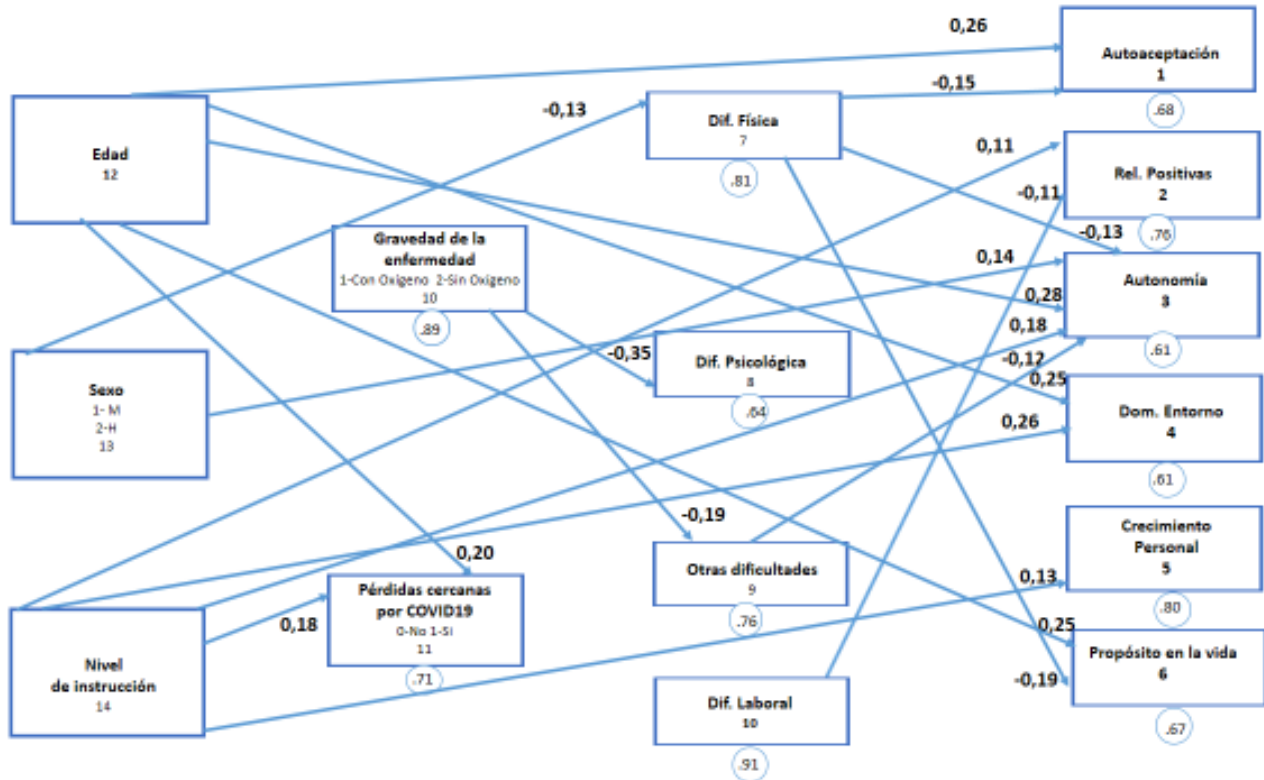 0,26
Autoaceptación
1
.68
-0,15
-0,13
Dif. Física
7
.81
Edad
12
0,11
Rel. Positivas
2
.76
-0,11
-0,13
Gravedad de la
enfermedad
1-Con Oxigeno 2-Sin Oxigeno
10
.89
0,14
Autonomía
3
.61
0,28
0,18
-0,12
-0,35
Dif. Psicológica
8
.64
Sexo
1- M
2-H
13
0,25
Dom. Entorno
4
.61
0,26
Crecimiento
Personal
5
.80
0,13
-0,19
Otras dificultades
9
.76
0,20
Pérdidas cercanas
por COVID19
0-No 1-Si
11
.71
0,18
Nivel
de instrucción
14
0,25
Propósito en la vida
6
.67
-0,19
Dif. Laboral
10
.91